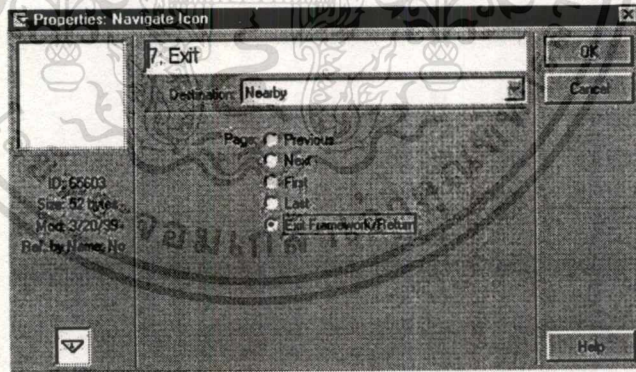 Properties: Navigate Icon
7; Exit
OK
Destination: Nearby
Cancel
Page: Previous
Next
First
Last
Exit Framework/Return
ID: 65603
Size: 52 bytes
Mod: 3/20/99
Ref. by Name: No
Help